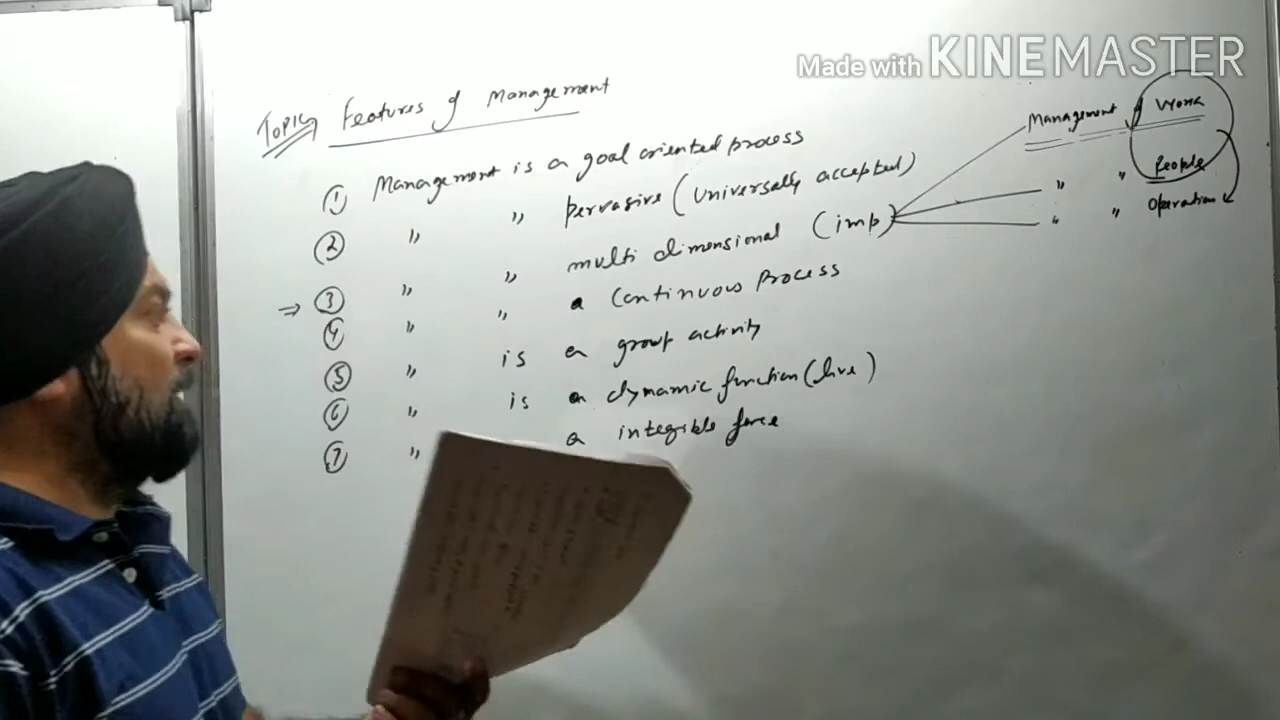 Made with KINEMASTER
TOPIC Features of Management
① Management is a goal oriented process
② " " pervasive (Universally accepted)
⇒ ③ " " multi dimensional (imp)
Management of Work
" " People
" " Operation
④ " " a Continuous Process
⑤ " is a group activity
⑥ " is a dynamic function (live)
⑦ " a integible force